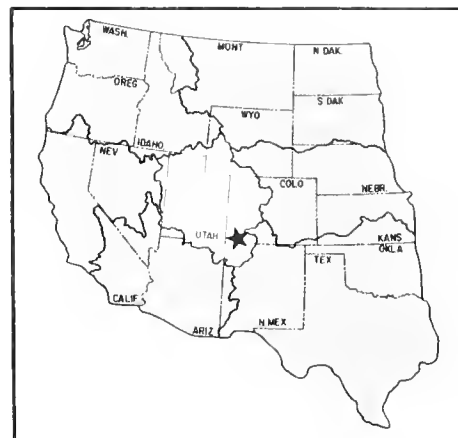 WASH.
MONT
N DAK.
OREG
S DAK
WYO
IDAHO
NEV
COLO
NEBR.
UTAH
KANS
OKLA
TEX
CALIF
N MEX
ARIZ